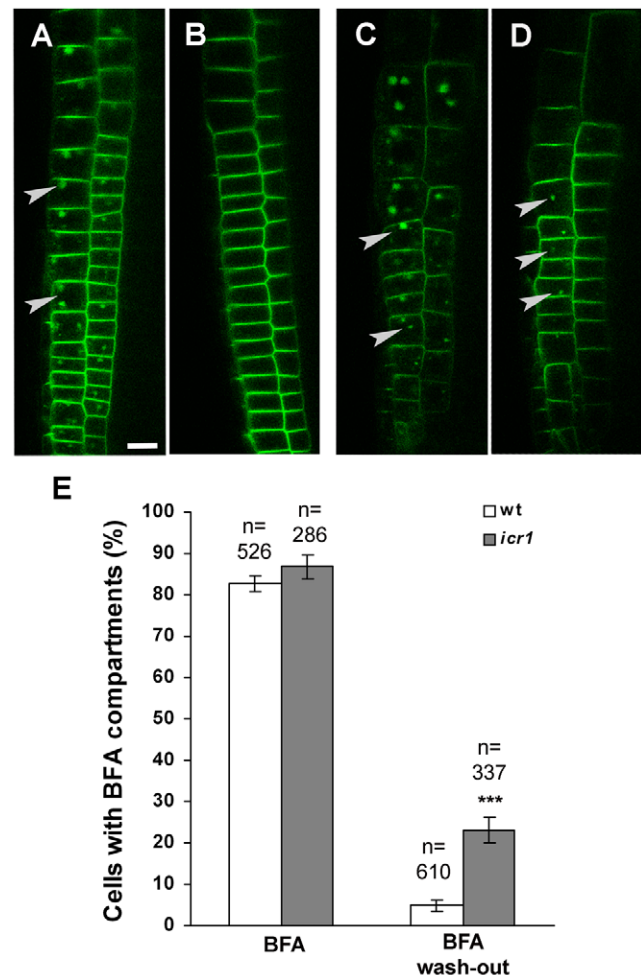 A
B
C
D
E
Cells with BFA compartments (%)
100
90
80
70
60
50
40
30
20
10
0
n=
526
n=
286
wt
icr1
n=
610
n=
337
***
BFA
BFA
wash-out